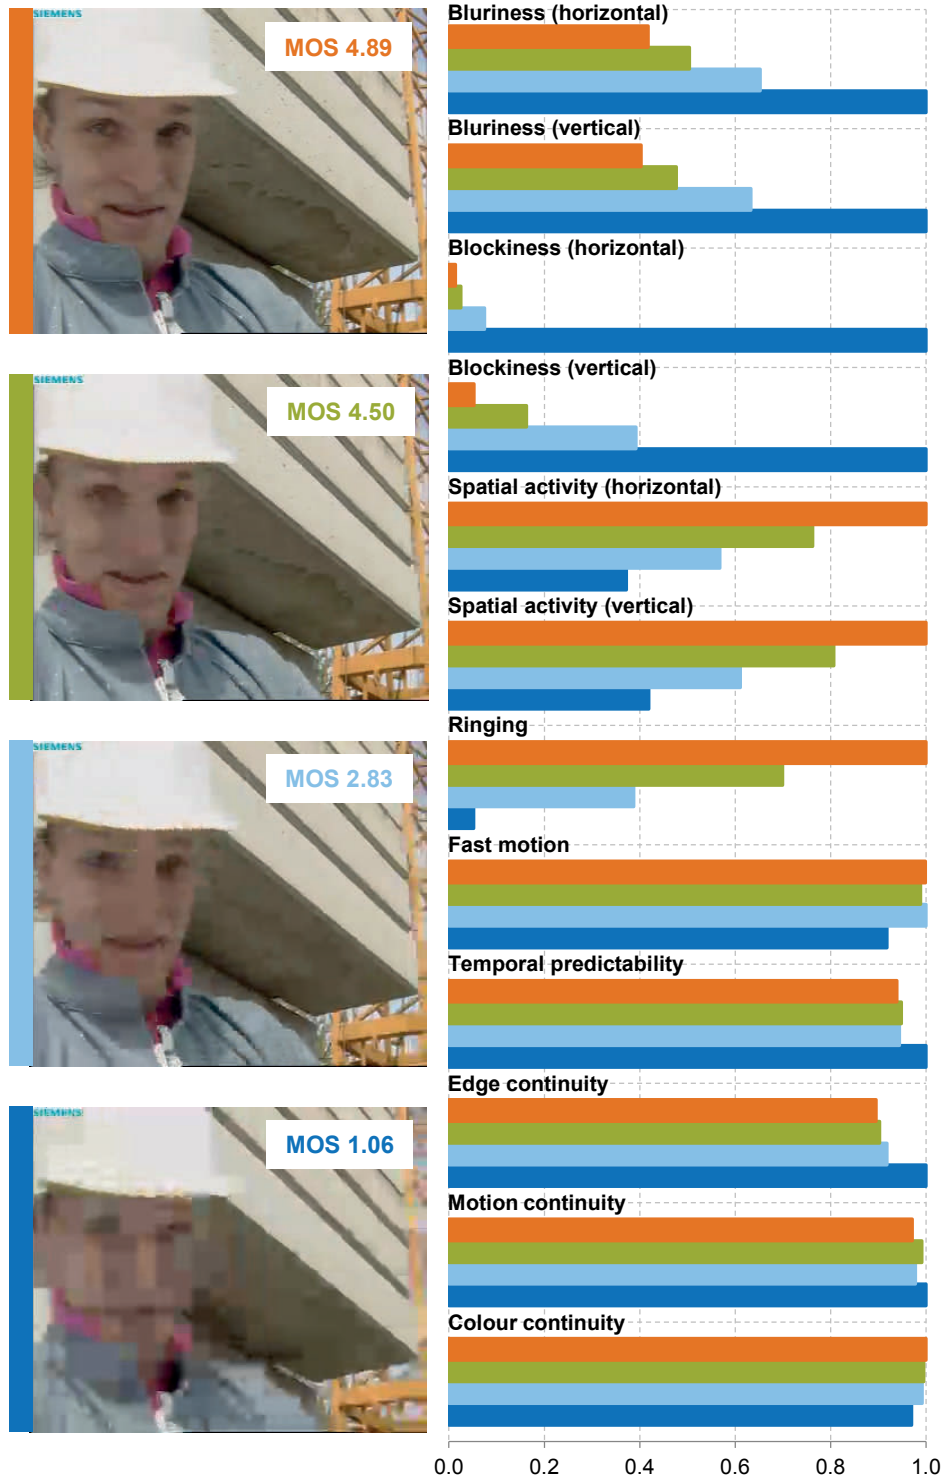 SIEMENS
MOS 4.89
SIEMENS
MOS 4.50
SIEMENS
MOS 2.83
SIEMENS
MOS 1.06
Bluriness (horizontal)
Bluriness (vertical)
Blockiness (horizontal)
Blockiness (vertical)
Spatial activity (horizontal)
Spatial activity (vertical)
Ringing
Fast motion
Temporal predictability
Edge continuity
Motion continuity
Colour continuity
0.0 0.2 0.4 0.6 0.8 1.0